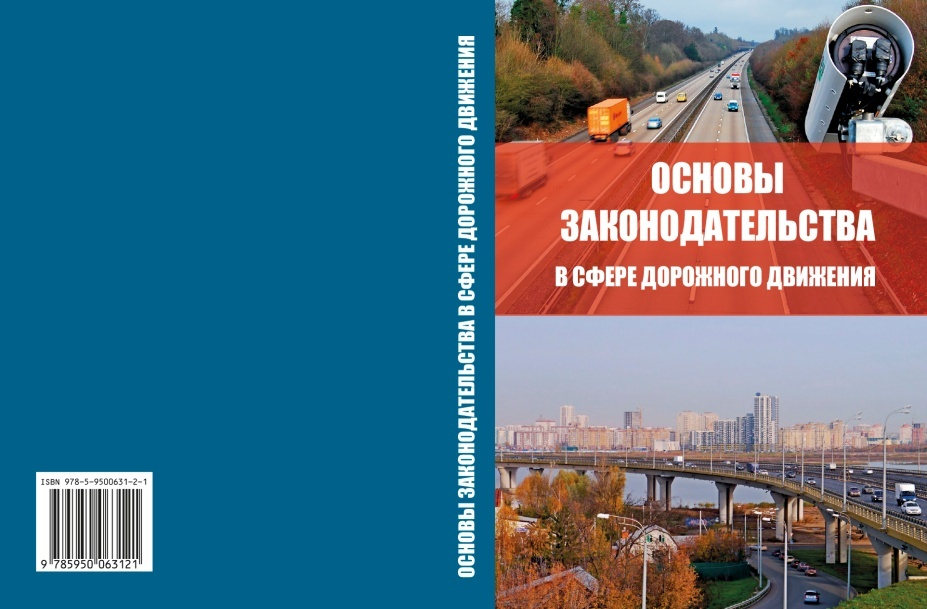 ОСНОВЫ ЗАКОНОДАТЕЛЬСТВА В СФЕРЕ ДОРОЖНОГО ДВИЖЕНИЯ
ОСНОВЫ
ЗАКОНОДАТЕЛЬСТВА
В СФЕРЕ ДОРОЖНОГО ДВИЖЕНИЯ
ISBN 978-5-9500631-2-1
9 785950 063121